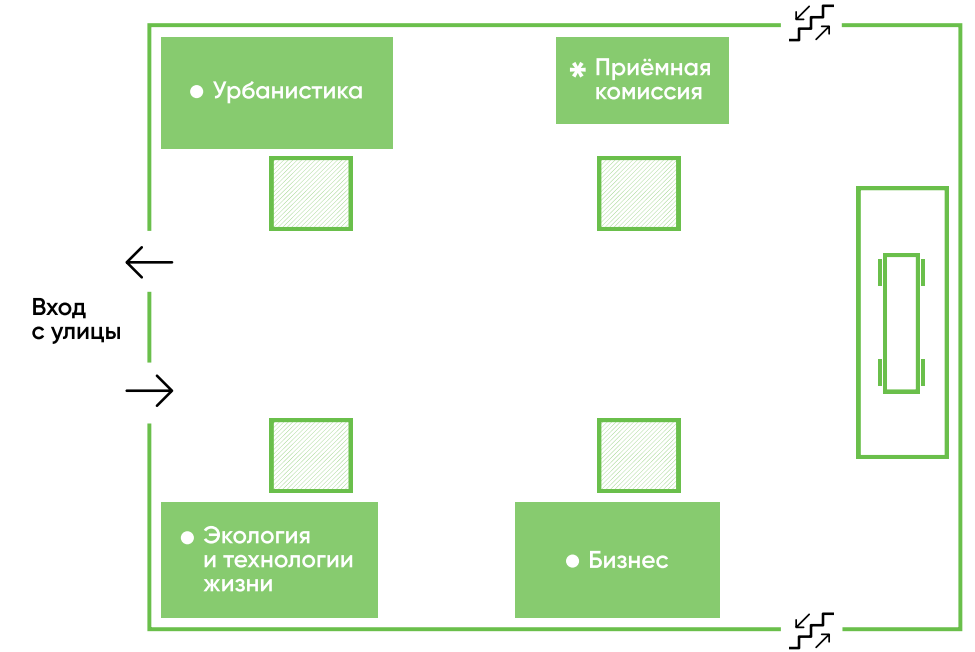 Урбанистика
Приёмная
комиссия
Вход
с улицы
Экология
и технологии
жизни
Бизнес